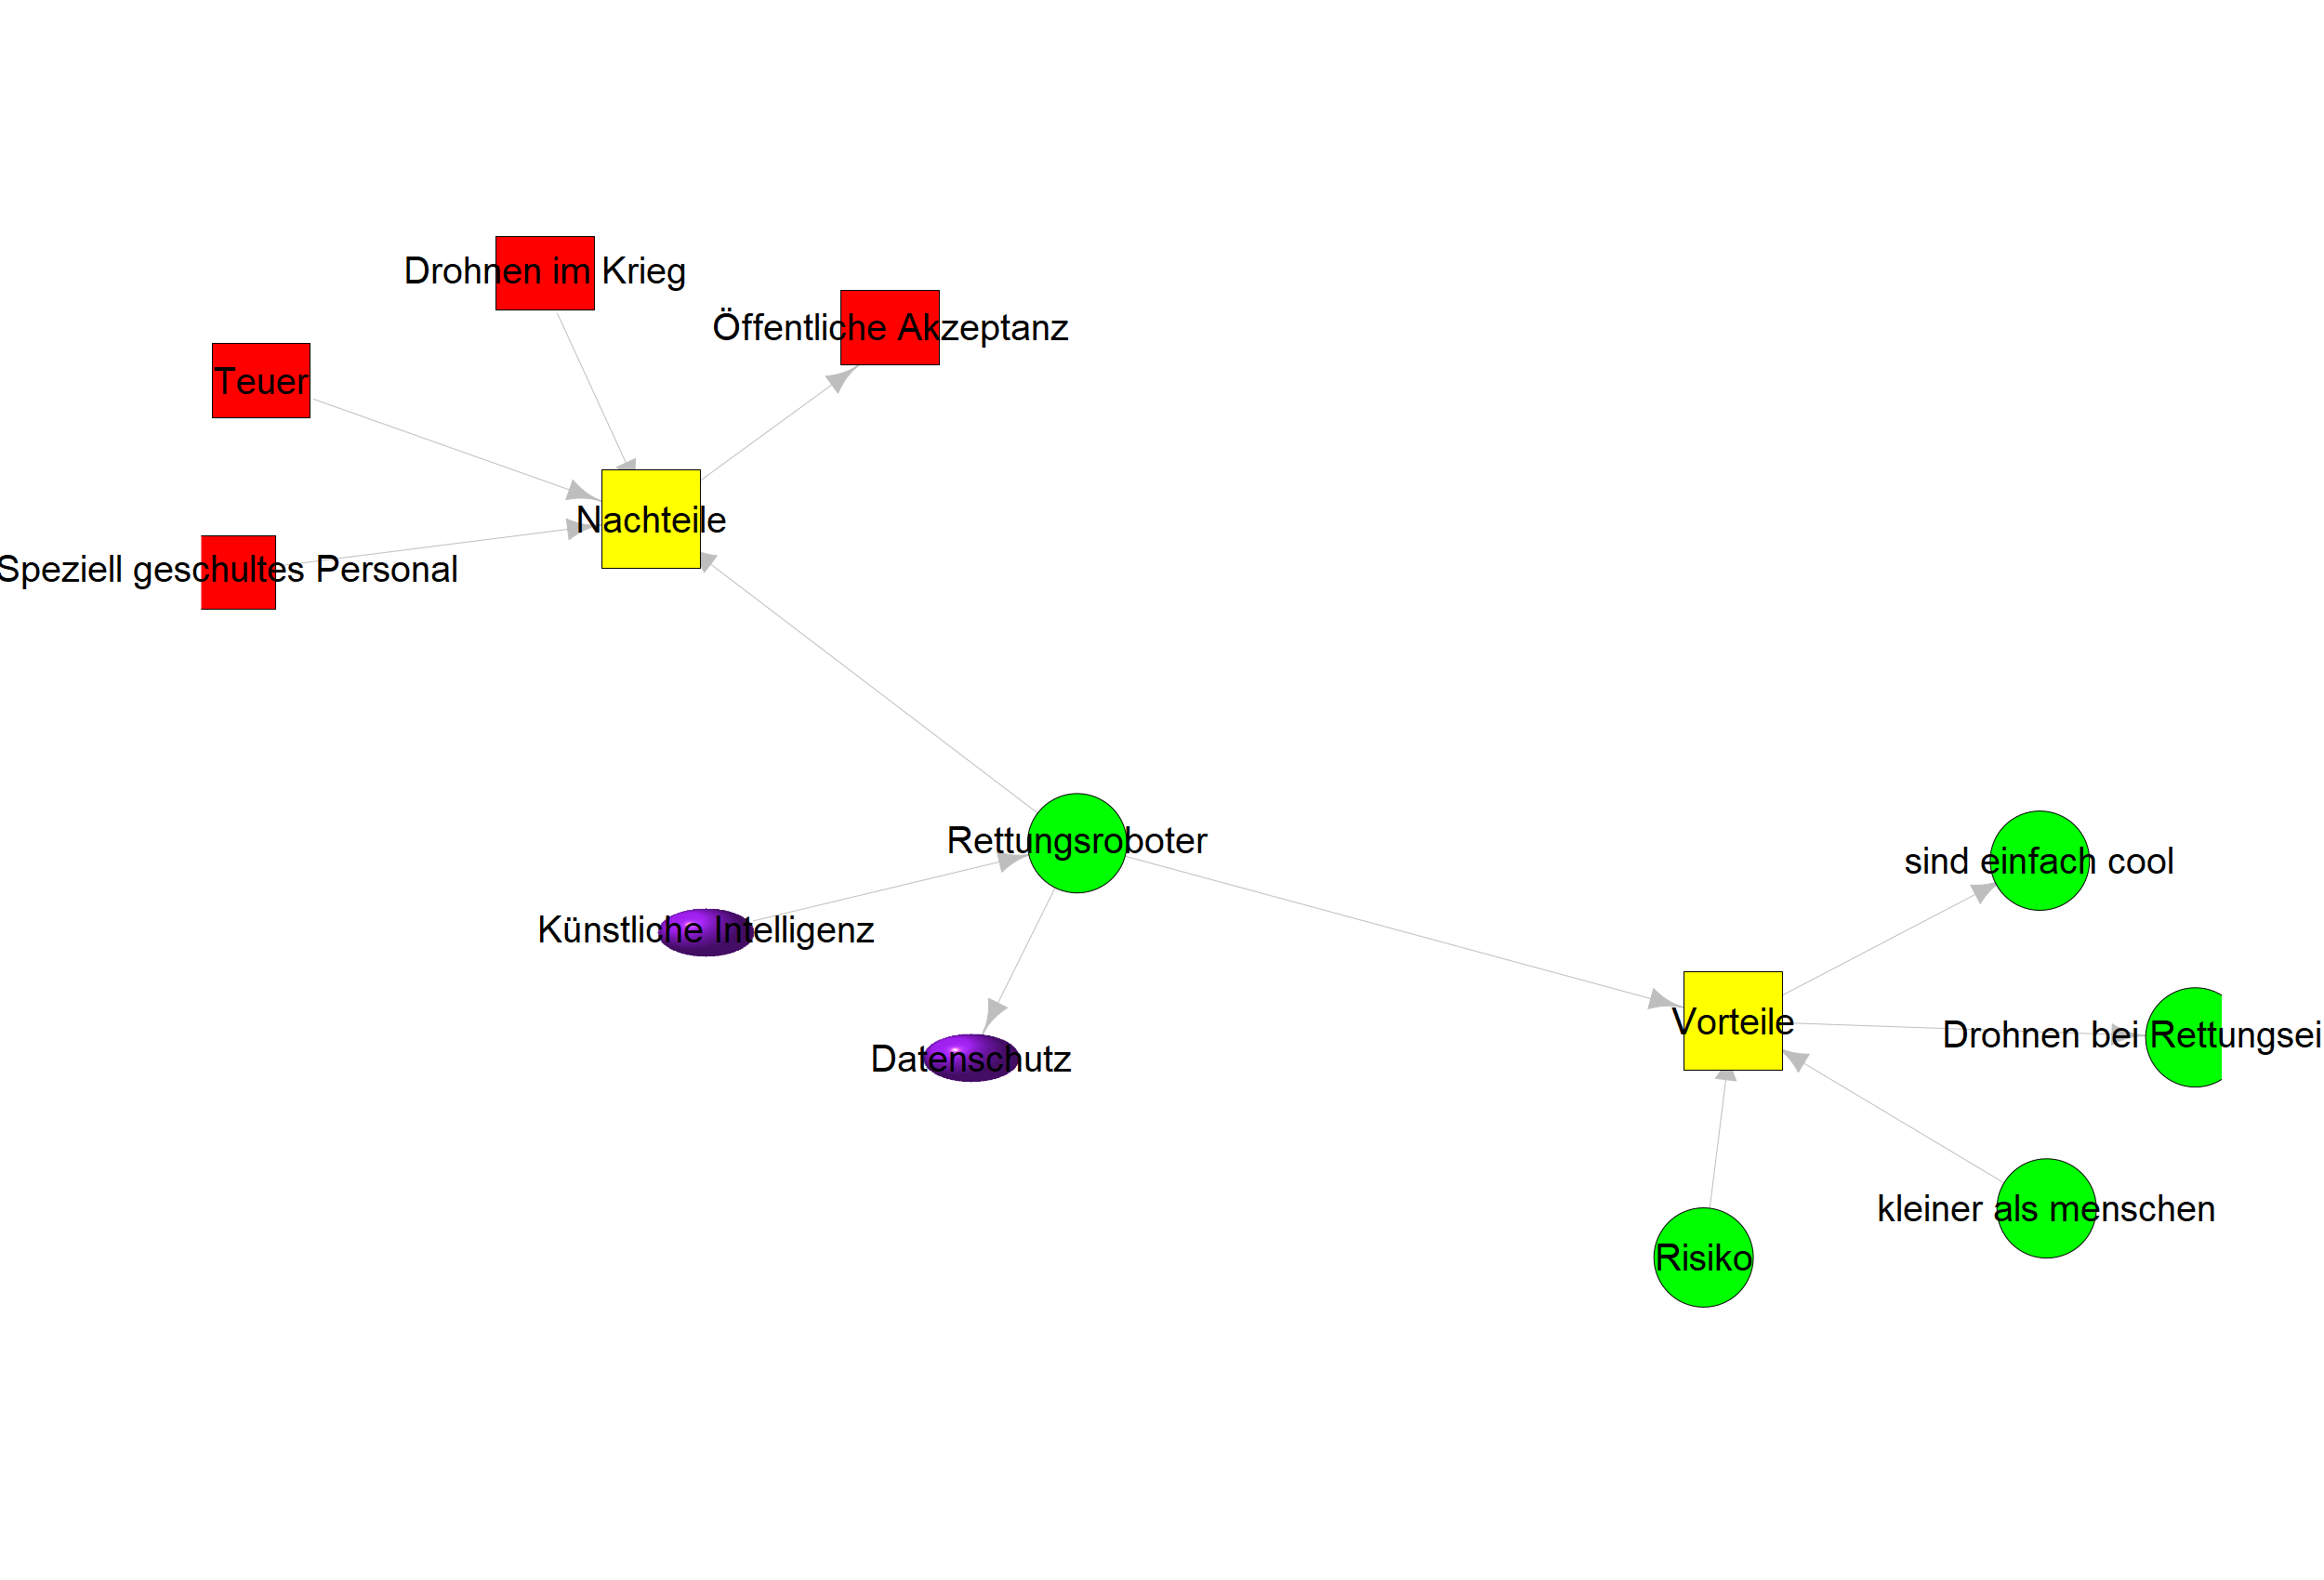 Drohnen im Krieg
Öffentliche Akzeptanz
Teuer
Nachteile
Speziell geschultes Personal
Rettungsroboter
sind einfach cool
Künstliche Intelligenz
Vorteile
Drohnen bei Rettungsei
Datenschutz
kleiner als menschen
Risiko